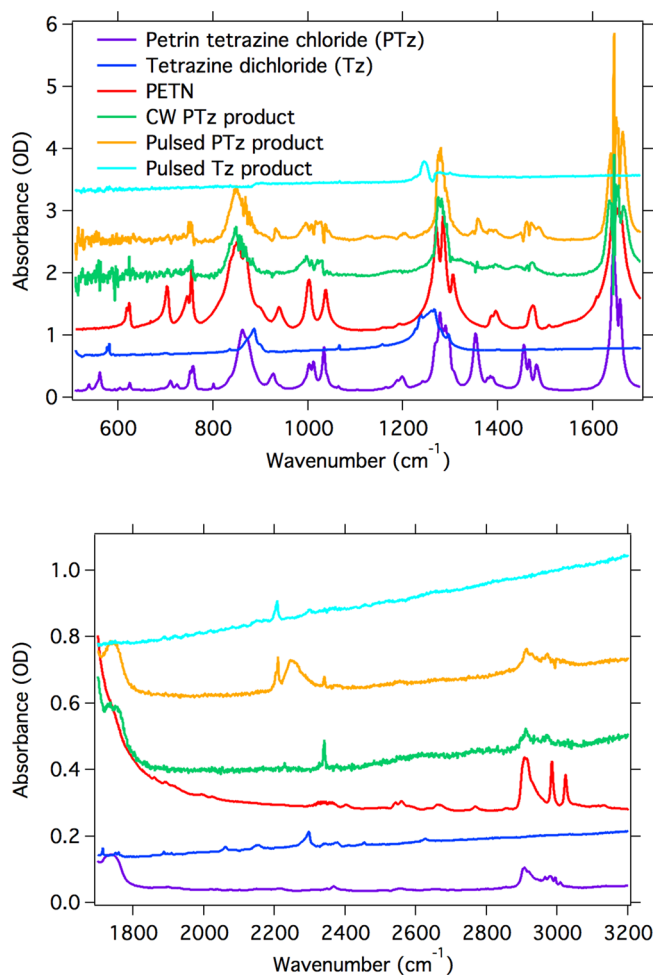 6
5
4
3
2
1
0
Absorbance (OD)
Petrin tetrazine chloride (PTz)
Tetrazine dichloride (Tz)
PETN
CW PTz product
Pulsed PTz product
Pulsed Tz product
600 800 1000 1200 1400 1600
Wavenumber (cm⁻¹)
1.0
0.8
0.6
0.4
0.2
0.0
Absorbance (OD)
1800 2000 2200 2400 2600 2800 3000 3200
Wavenumber (cm⁻¹)